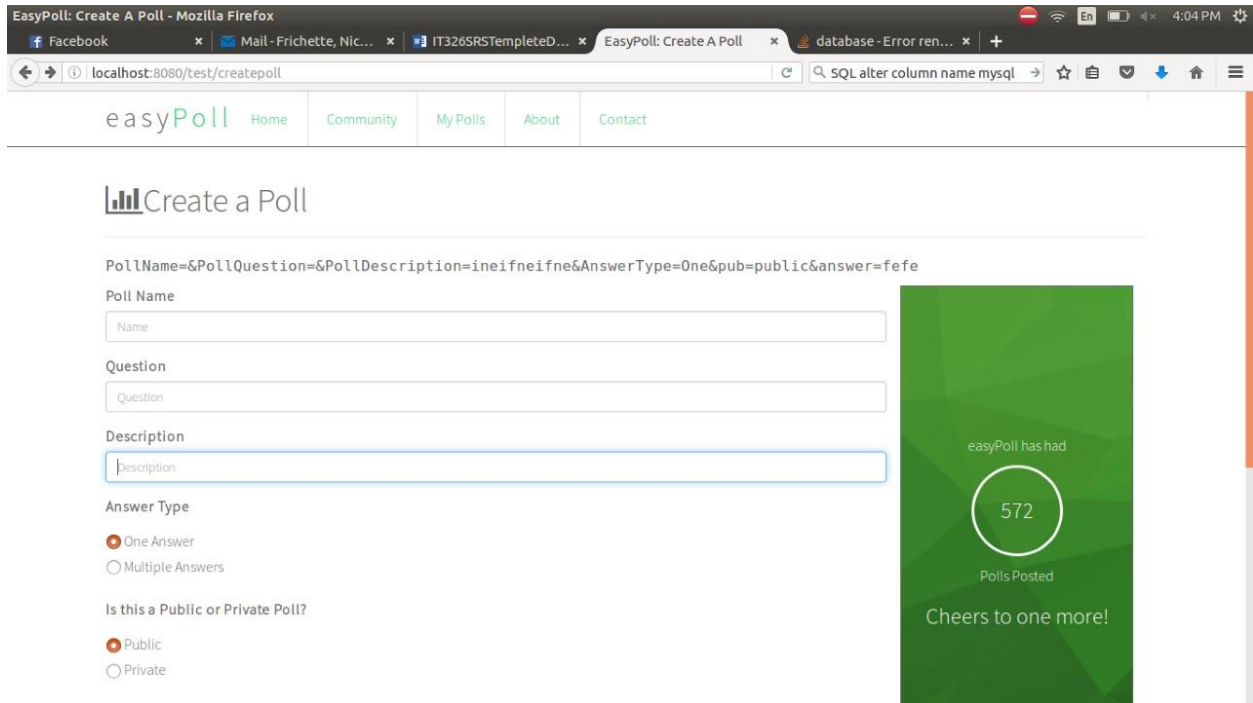 EasyPoll: Create A Poll - Mozilla Firefox
En 4:04 PM
Facebook
Mail - Frichette, Nic...
IT326SRSTempleteD...
EasyPoll: Create A Poll
database - Error ren...
localhost:8080/test/createpoll
SQL alter column name mysql
easyPoll Home Community My Polls About Contact
Create a Poll
PollName=&PollQuestion=&PollDescription=ineifneifne&AnswerType=One&pub=public&answer=fefe
Poll Name
Name
Question
Question
Description
Description
Answer Type
One Answer
Multiple Answers
Is this a Public or Private Poll?
Public
Private
easyPoll has had
572
Polls Posted
Cheers to one more!